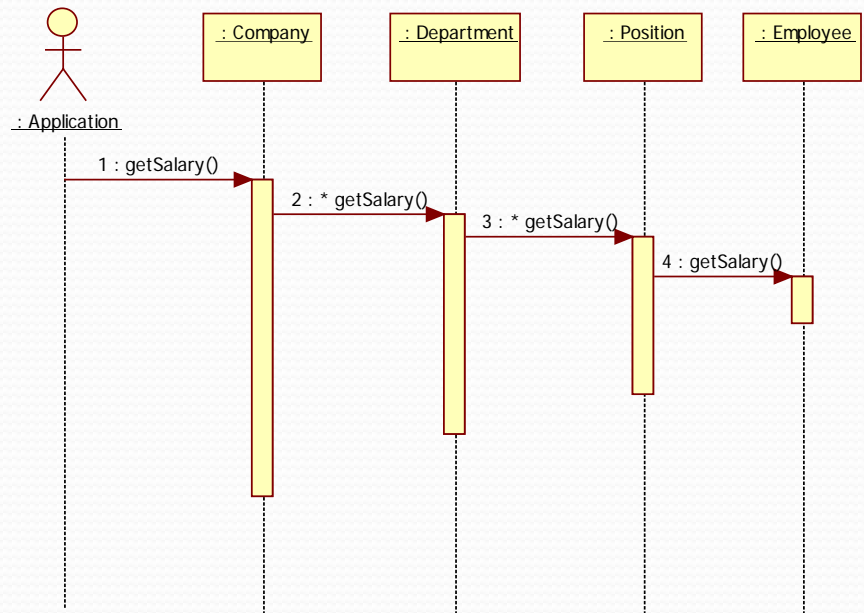 : Company
: Department
: Position
: Employee
: Application
1 : getSalary()
2 : * getSalary()
3 : * getSalary()
4 : getSalary()